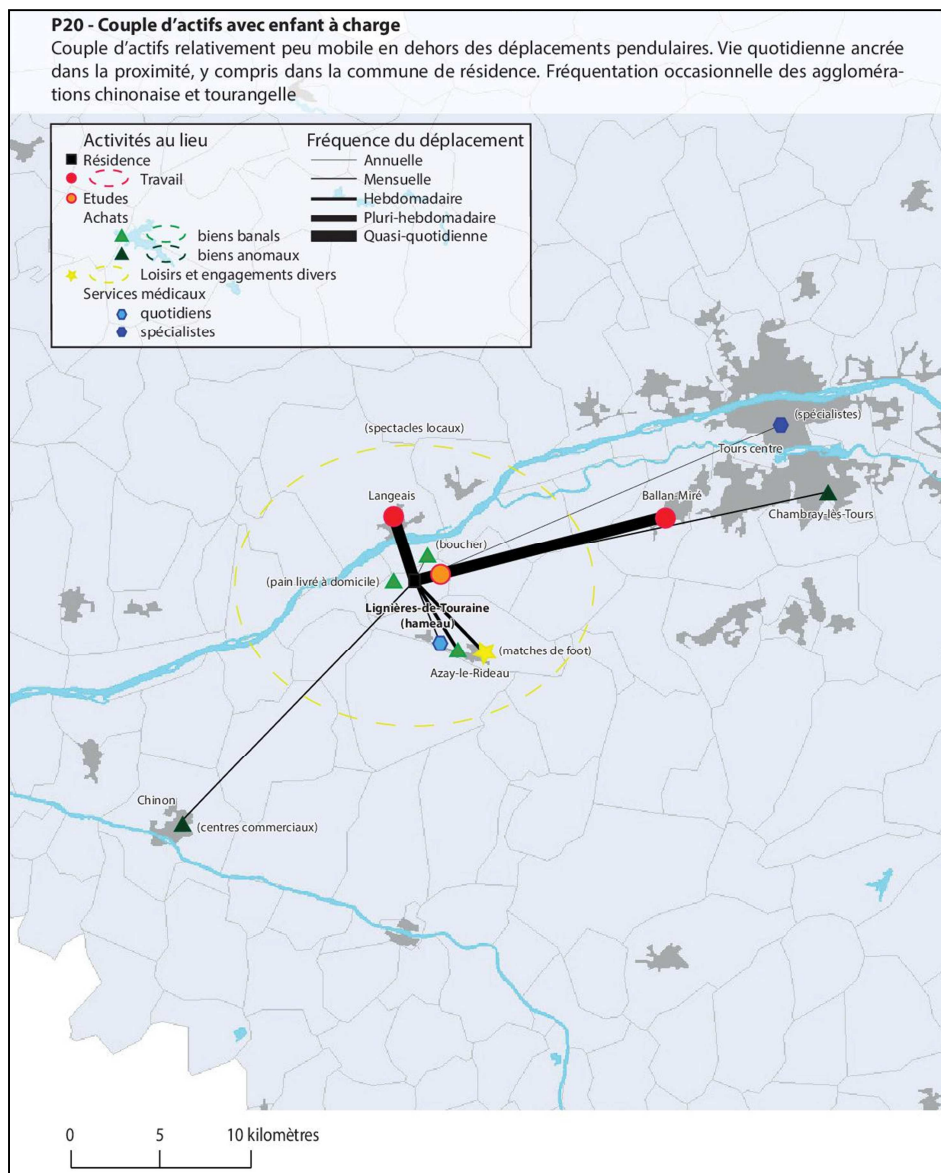 P20 - Couple d'actifs avec enfant à charge
Couple d'actifs relativement peu mobile en dehors des déplacements pendulaires. Vie quotidienne ancrée
dans la proximité, y compris dans la commune de résidence. Fréquentation occasionnelle des aggloméra-
tions chinonaise et tourangelle
Activités au lieu
Résidence
Travail
Etudes
Achats
biens banals
biens anomaux
Loisirs et engagements divers
Services médicaux
quotidiens
spécialistes
Fréquence du déplacement
Annuelle
Mensuelle
Hebdomadaire
Pluri-hebdomadaire
Quasi-quotidienne
(spécialistes)
(spectacles locaux)
Tours centre
Langeais
Ballan-Miré
Chambray-lès-Tours
(boucher)
(pain livré à domicile)
Lignières-de-Touraine
(hameau)
(matches de foot)
Azay-le-Rideau
Chinon
(centres commerciaux)
0 5 10 kilomètres